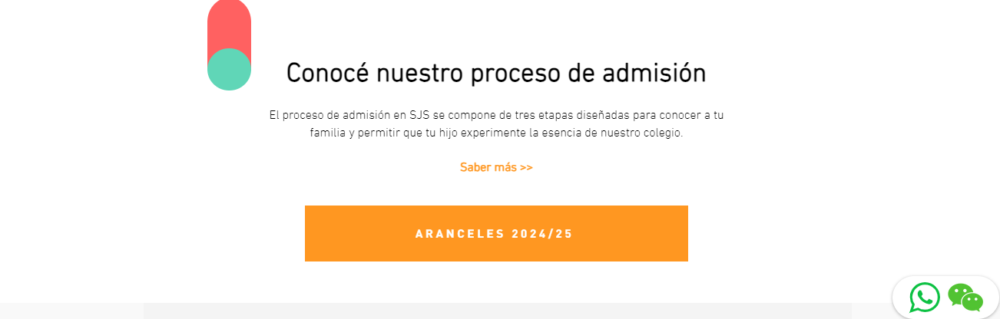 Conocé nuestro proceso de admisión
El proceso de admisión en SJS se compone de tres etapas diseñadas para conocer a tu
familia y permitir que tu hijo experimente la esencia de nuestro colegio.
Saber más >>
ARANCELES 2024/25